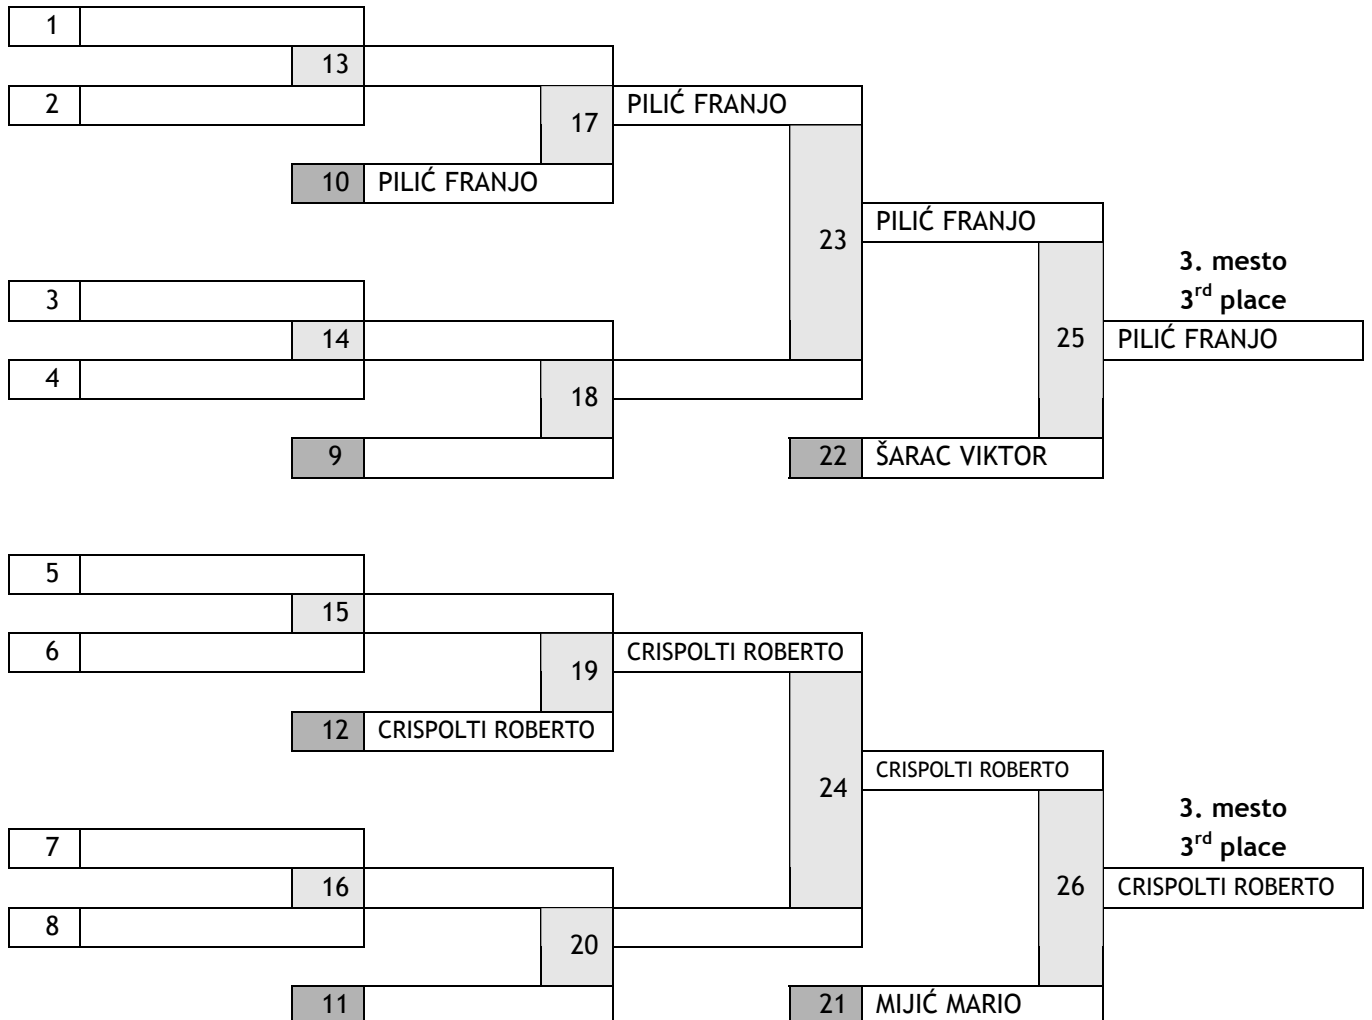 1
13
2
PILIĆ FRANJO
17
10 PILIĆ FRANJO
PILIĆ FRANJO
23
3. mesto
3rd place
3
14
25 PILIĆ FRANJO
4
18
9
22 ŠARAC VIKTOR
5
15
6
CRISPOLTI ROBERTO
19
12 CRISPOLTI ROBERTO
CRISPOLTI ROBERTO
24
3. mesto
3rd place
7
16
26 CRISPOLTI ROBERTO
8
20
11
21 MIJIĆ MARIO